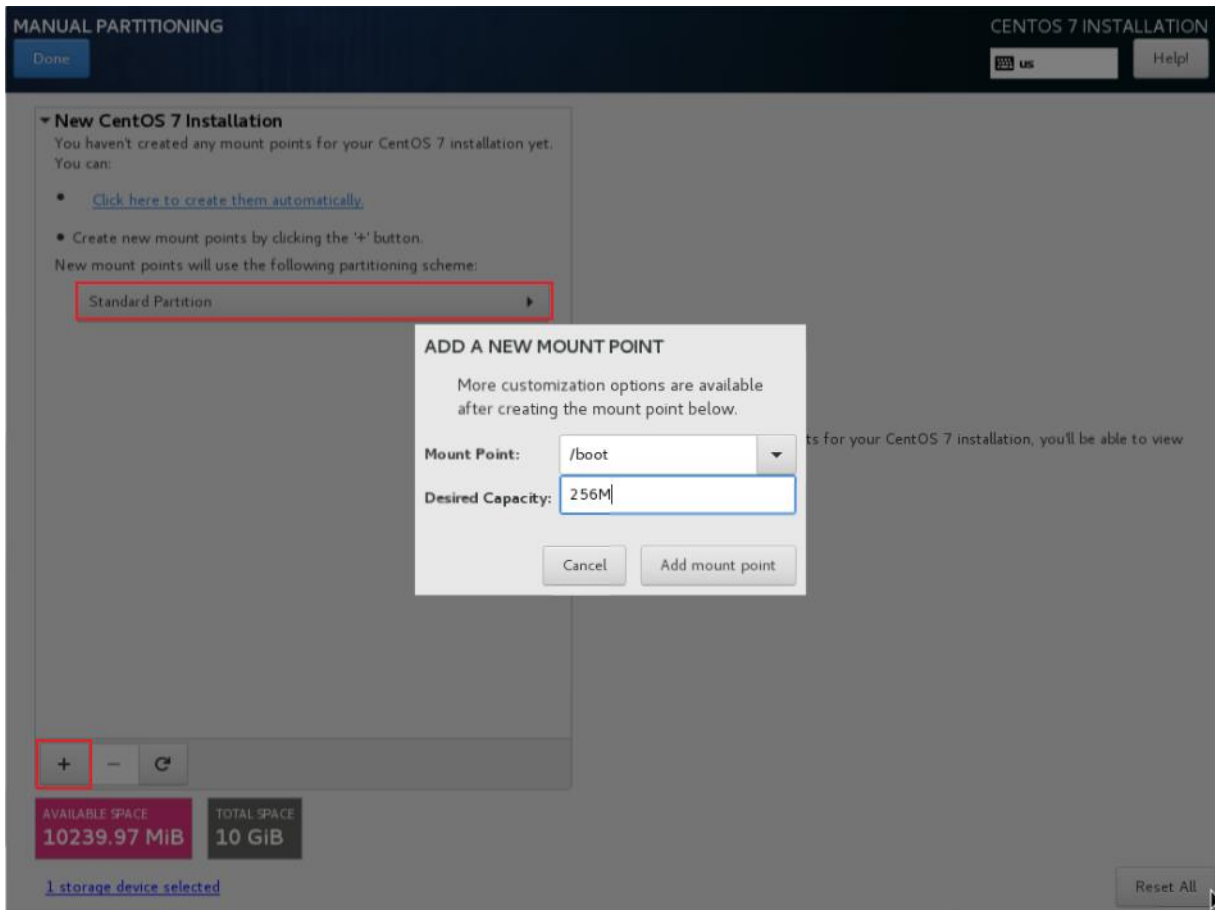 MANUAL PARTITIONING
CENTOS 7 INSTALLATION
Done
us
Help!
New CentOS 7 Installation
You haven't created any mount points for your CentOS 7 installation yet.
You can:
Click here to create them automatically.
Create new mount points by clicking the '+' button.
New mount points will use the following partitioning scheme:
Standard Partition
ADD A NEW MOUNT POINT
More customization options are available
after creating the mount point below.
ts for your CentOS 7 installation, you'll be able to view
Mount Point:
/boot
Desired Capacity:
256M
Cancel
Add mount point
+
−
AVAILABLE SPACE
10239.97 MiB
TOTAL SPACE
10 GiB
1 storage device selected
Reset All